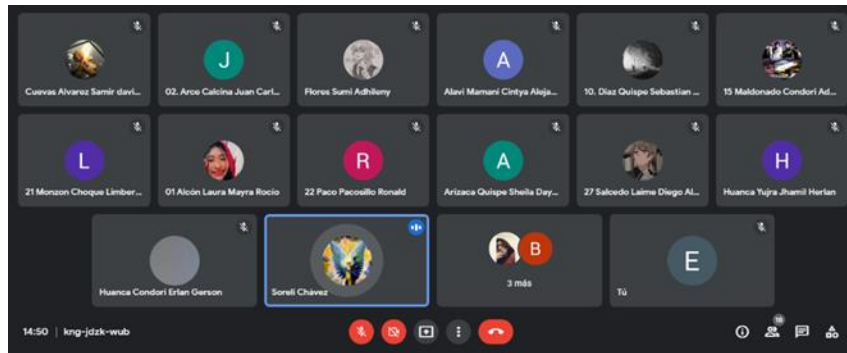 J
A
Cuevas Alvarez Samir davi...
02. Arce Calcina Juan Carl...
Flores Sumi Adhileny
Alavi Mamani Cintya Aleja...
10. Diaz Quispe Sebastian ...
15 Maldonado Condori Ad...
L
R
A
H
21 Monzon Choque Limber...
01 Alcón Laura Mayra Rocio
22 Paco Pacosillo Ronald
Arizaca Quispe Sheila Day...
27 Salcedo Laime Diego Al...
Huanca Yujra Jhamil Herlan
B
E
Huanca Condori Erlan Gerson
Soreli Chávez
3 más
Tú
14:50 | kng-jdzk-wub
18